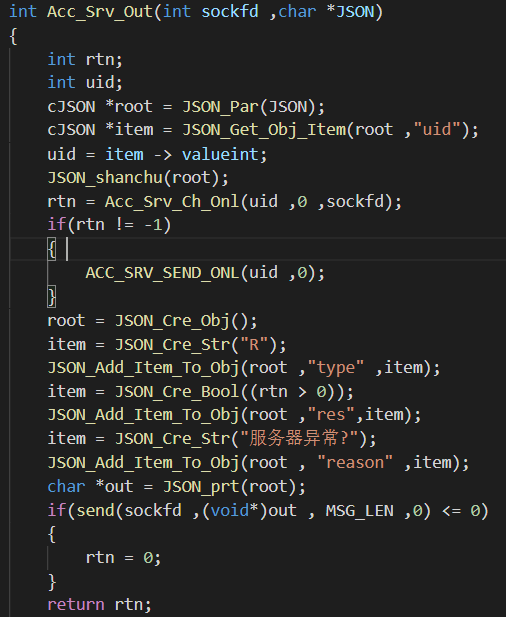 int Acc_Srv_Out(int sockfd ,char *JSON)
{
    int rtn;
    int uid;
    cJSON *root = JSON_Par(JSON);
    cJSON *item = JSON_Get_Obj_Item(root ,"uid");
    uid = item -> valueint;
    JSON_shanchu(root);
    rtn = Acc_Srv_Ch_Onl(uid ,0 ,sockfd);
    if(rtn != -1)
    {
        ACC_SRV_SEND_ONL(uid ,0);
    }
    root = JSON_Cre_Obj();
    item = JSON_Cre_Str("R");
    JSON_Add_Item_To_Obj(root ,"type" ,item);
    item = JSON_Cre_Bool((rtn > 0));
    JSON_Add_Item_To_Obj(root ,"res",item);
    item = JSON_Cre_Str("服务器异常?");
    JSON_Add_Item_To_Obj(root , "reason" ,item);
    char *out = JSON_prt(root);
    if(send(sockfd ,(void*)out , MSG_LEN ,0) <= 0)
    {
        rtn = 0;
    }
    return rtn;